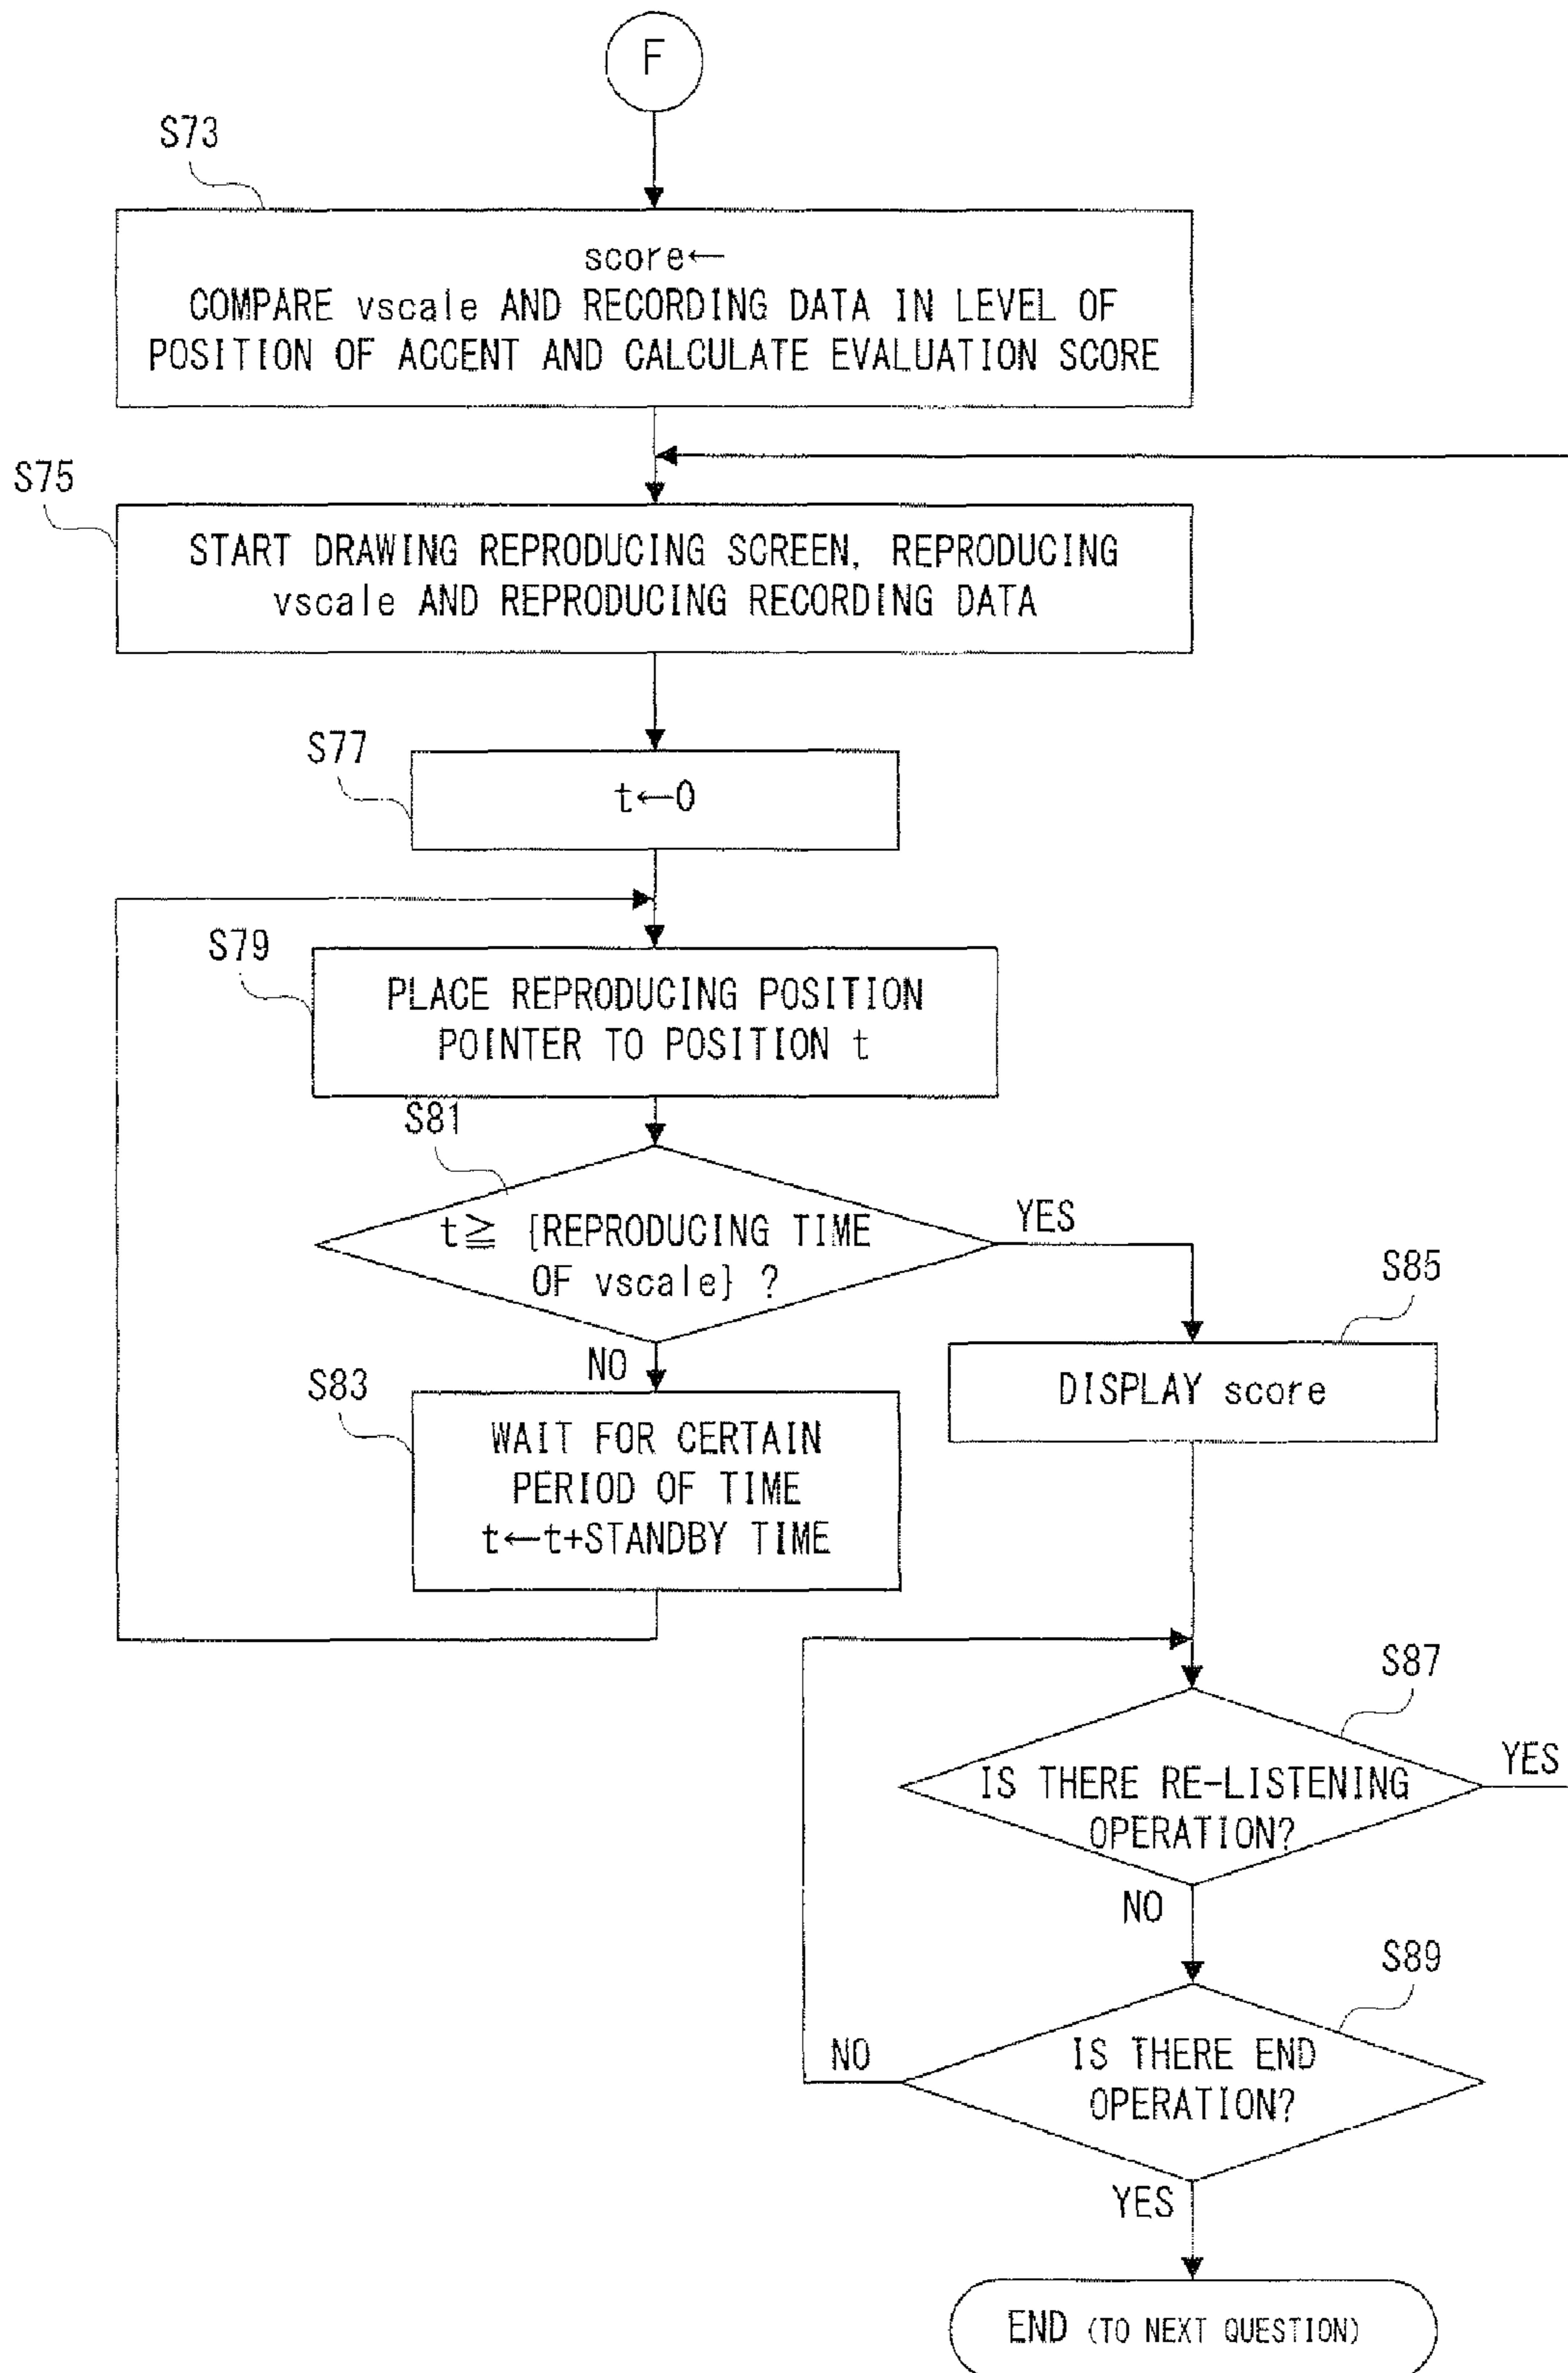 F
S73
score←
COMPARE vscale AND RECORDING DATA IN LEVEL OF
POSITION OF ACCENT AND CALCULATE EVALUATION SCORE
S75
START DRAWING REPRODUCING SCREEN, REPRODUCING
vscale AND REPRODUCING RECORDING DATA
S77
t←0
S79
PLACE REPRODUCING POSITION
POINTER TO POSITION t
S81
t≧ {REPRODUCING TIME
OF vscale} ?
YES
NO
S85
DISPLAY score
S83
WAIT FOR CERTAIN
PERIOD OF TIME
t←t+STANDBY TIME
S87
IS THERE RE-LISTENING
OPERATION?
YES
NO
S89
IS THERE END
OPERATION?
NO
YES
END (TO NEXT QUESTION)